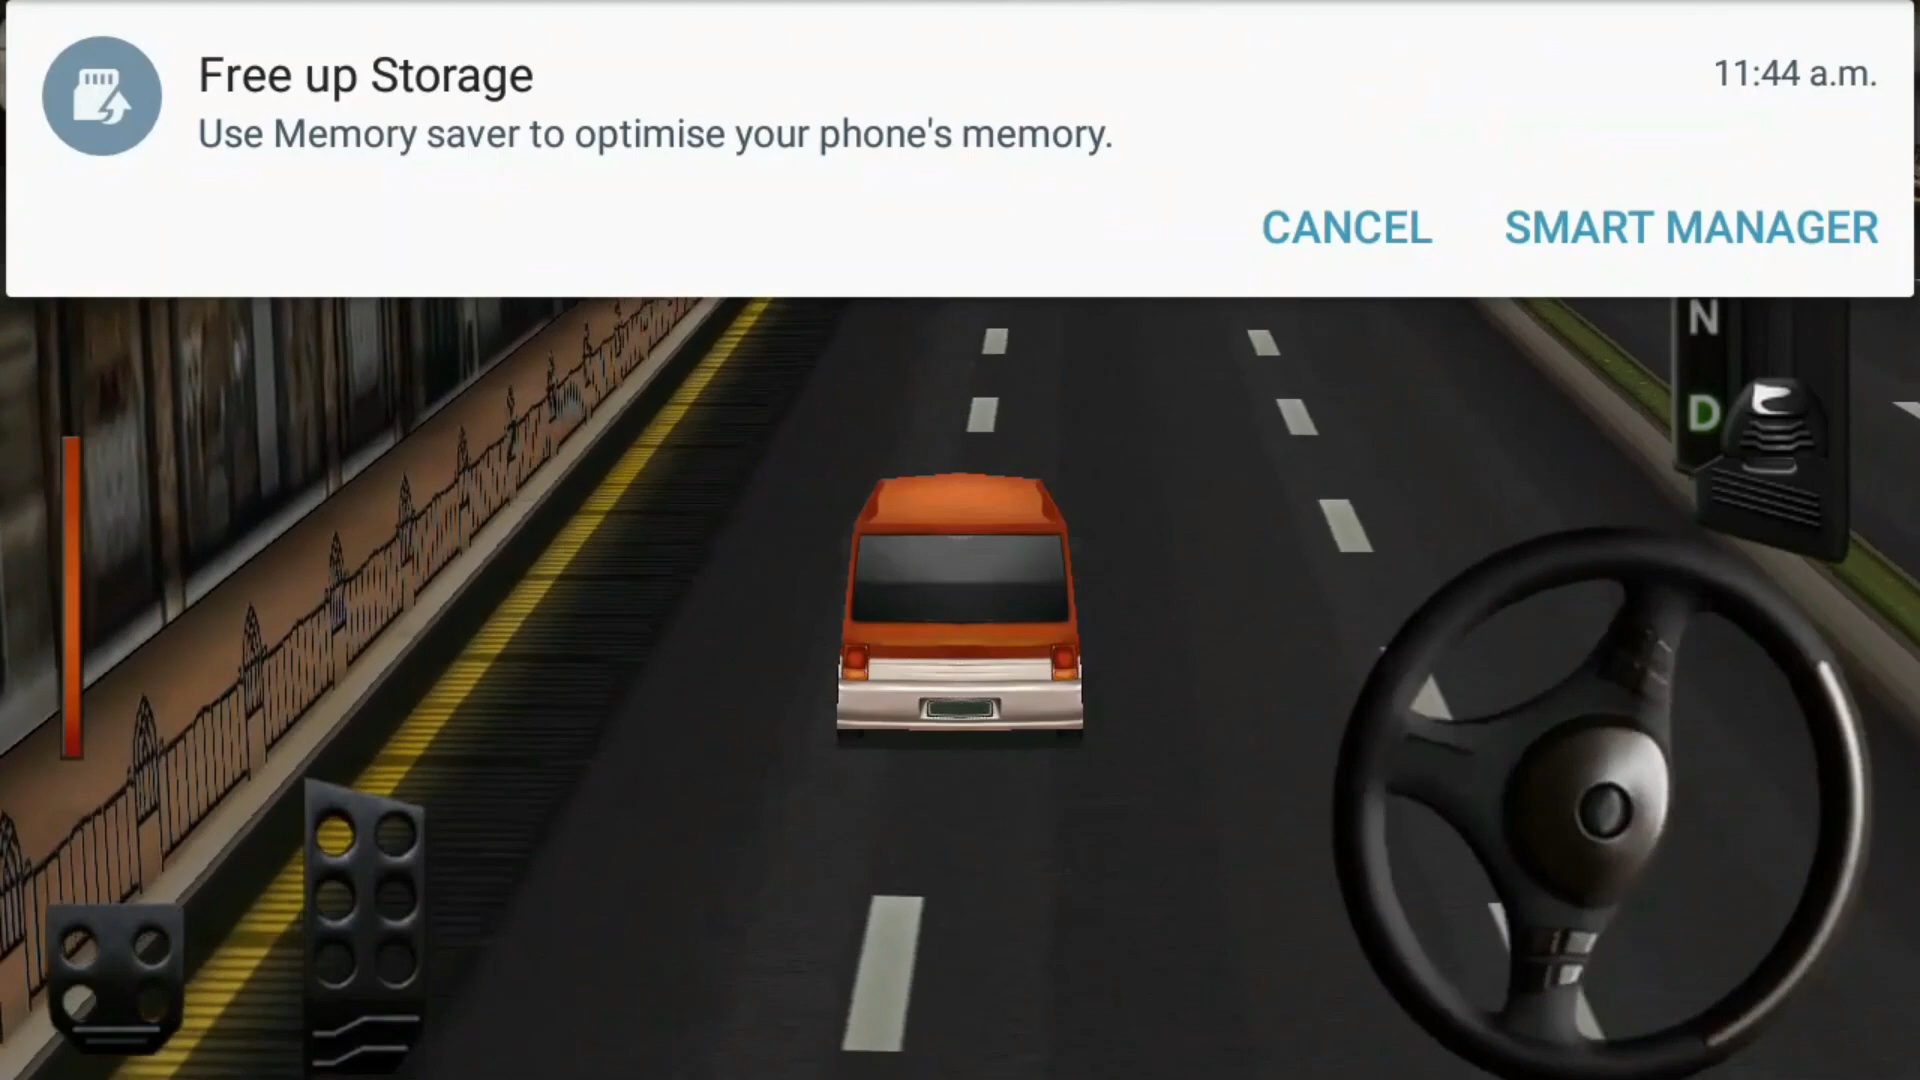 Free up Storage
11:44 a.m.
Use Memory saver to optimise your phone's memory.
CANCEL
SMART MANAGER
N
D